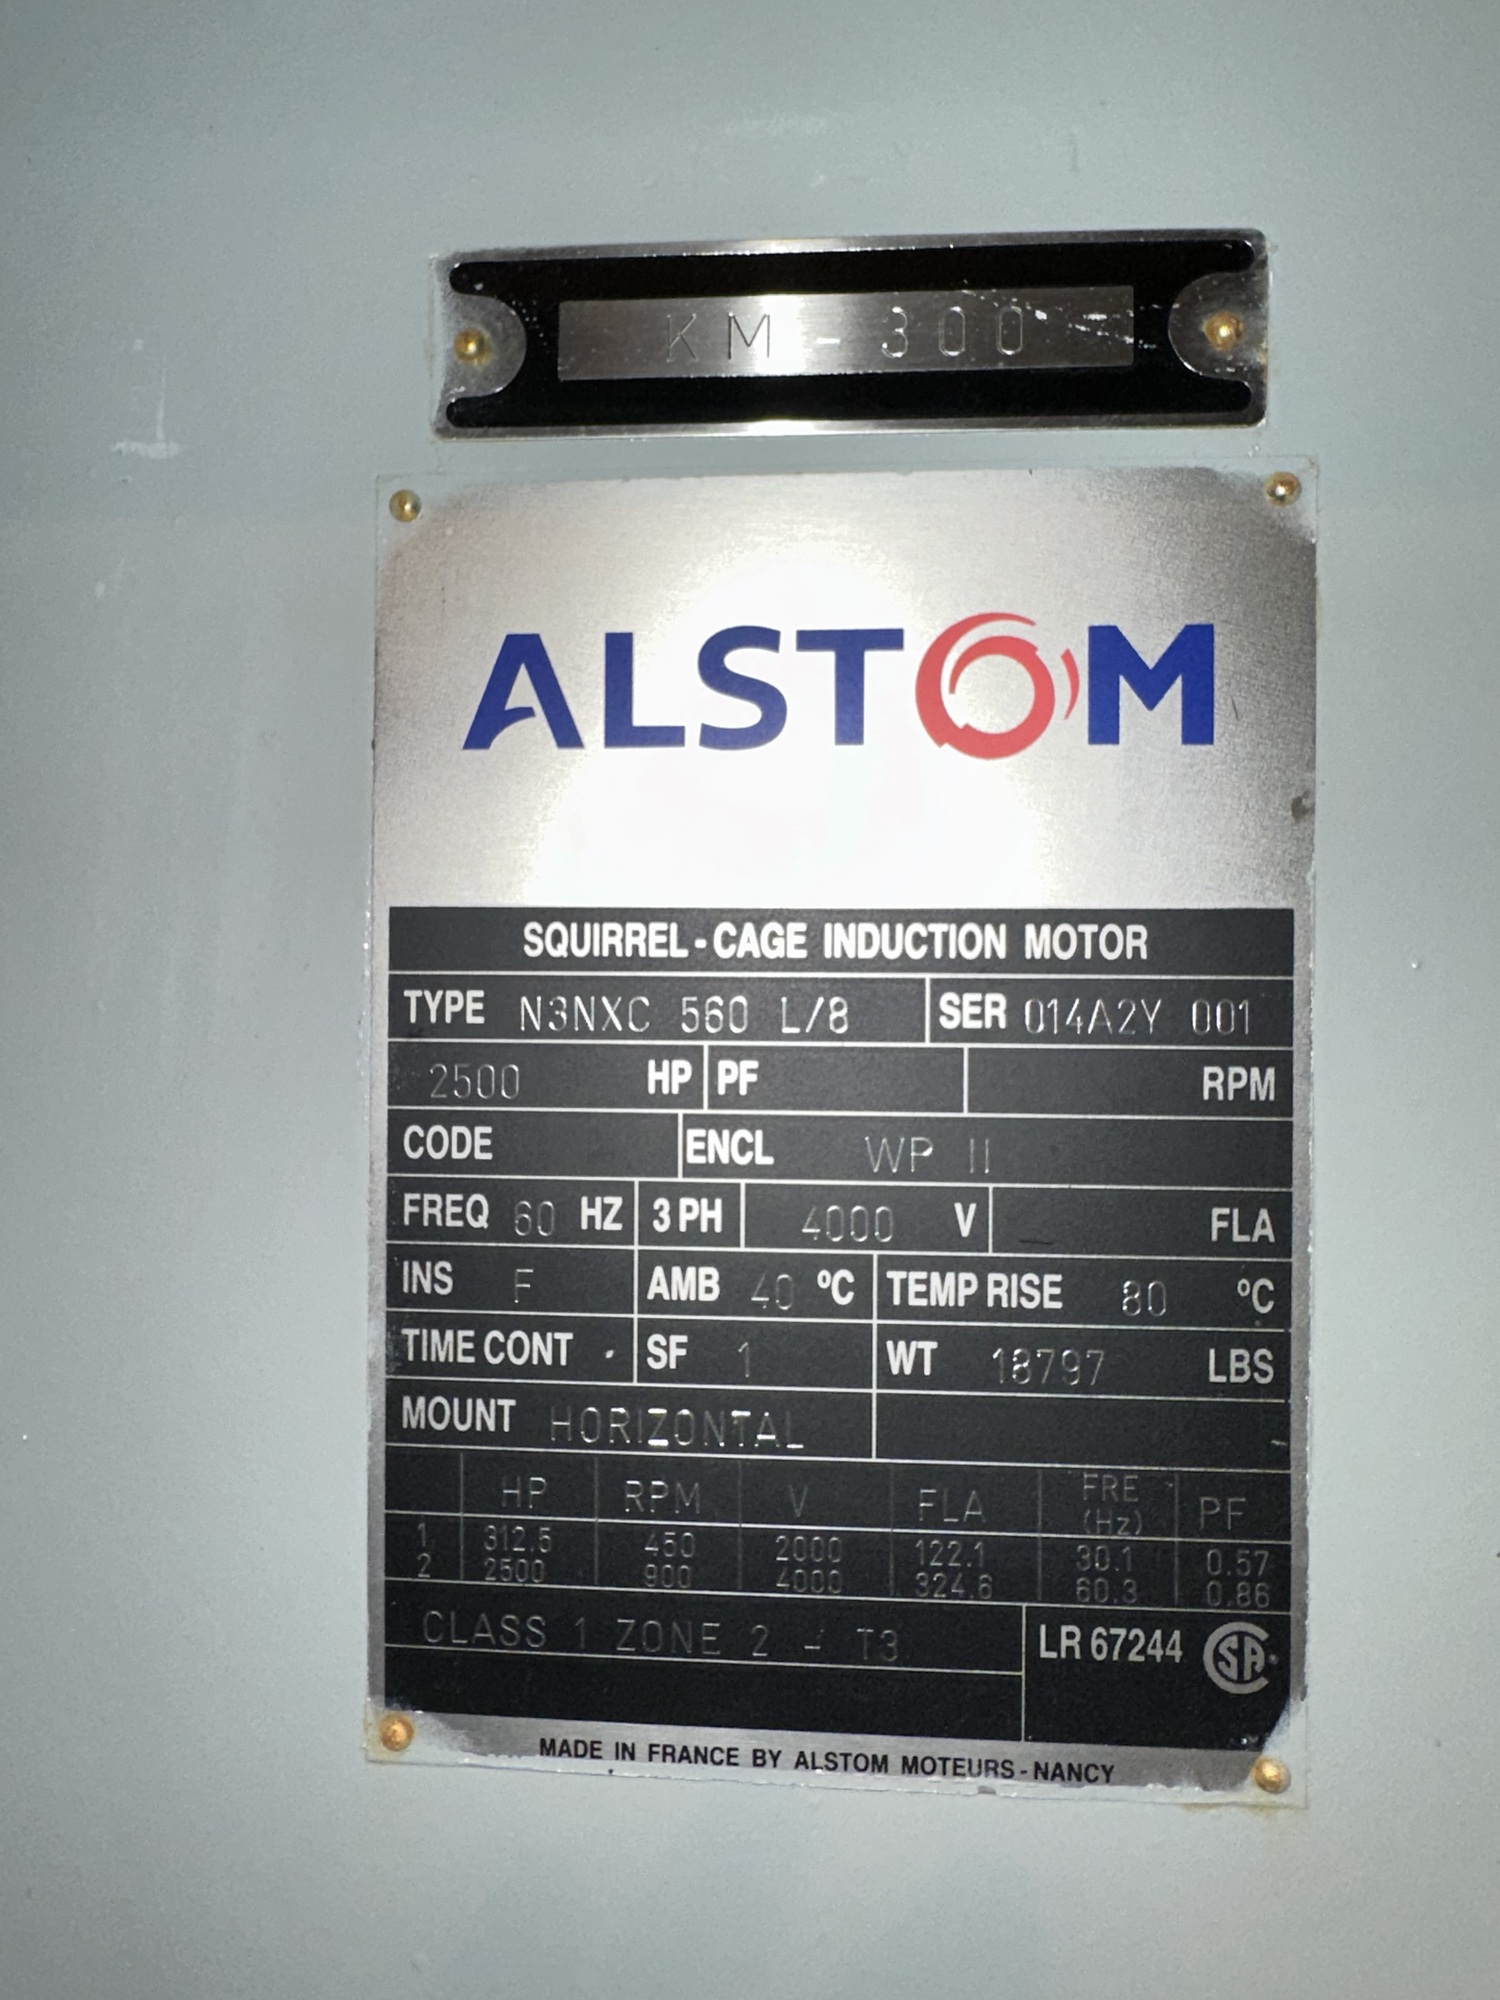 KM-300
ALSTOM
SQUIRREL-CAGE INDUCTION MOTOR
TYPE N3NXC 560 L/8 SER 014A2Y 001
2500 HP PF RPM
CODE ENCL WP II
FREQ 60 HZ 3 PH 4000 V FLA
INS F AMB 40 ºC TEMP RISE 80 ºC
TIME CONT . SF 1 WT 18797 LBS
MOUNT HORIZONTAL
HP RPM V FLA FRE (Hz) PF
1 312.5 450 2000 122.1 30.1 0.57
2 2500 900 4000 324.6 60.3 0.86
CLASS 1 ZONE 2 - T3 LR 67244 SA
MADE IN FRANCE BY ALSTOM MOTEURS - NANCY